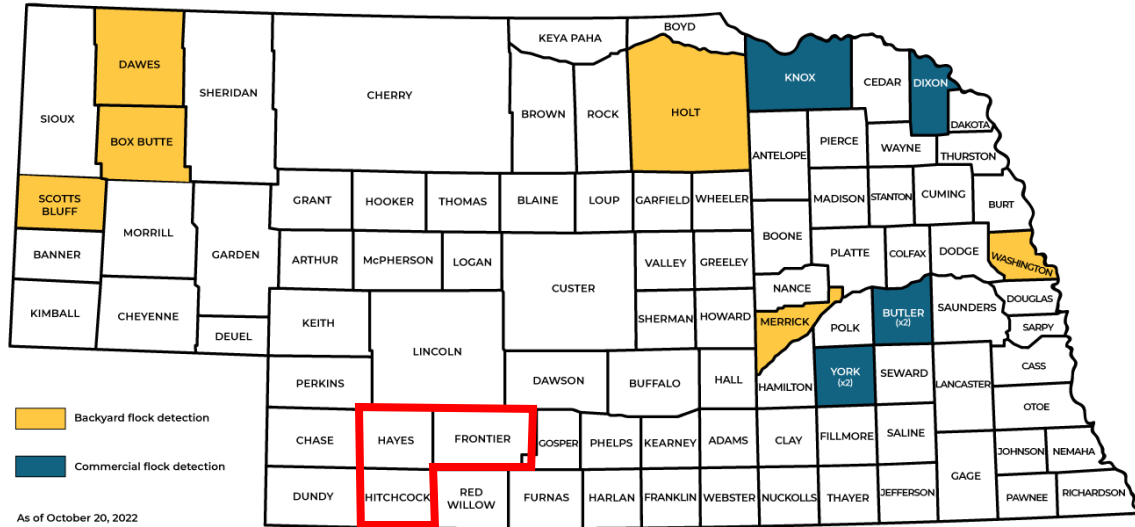 BOYD
KEYA PAHA
DAWES
KNOX
CEDAR
DIXON
SHERIDAN
CHERRY
BROWN
ROCK
HOLT
SIOUX
DAKOTA
BOX BUTTE
PIERCE
WAYNE
ANTELOPE
THURSTON
SCOTTS
BLUFF
GRANT
HOOKER
THOMAS
BLAINE
LOUP
GARFIELD
WHEELER
MADISON
STANTON
CUMING
BURT
MORRILL
BOONE
BANNER
GARDEN
ARTHUR
McPHERSON
LOGAN
VALLEY
GREELEY
PLATTE
COLFAX
DODGE
WASHINGTON
CUSTER
NANCE
KIMBALL
CHEYENNE
KEITH
SHERMAN
HOWARD
MERRICK
POLK
BUTLER
(x2)
SAUNDERS
DOUGLAS
SARPY
DEUEL
LINCOLN
PERKINS
DAWSON
BUFFALO
HALL
HAMILTON
YORK
(x2)
SEWARD
LANCASTER
CASS
OTOE
Backyard flock detection
CHASE
HAYES
FRONTIER
GOSPER
PHELPS
KEARNEY
ADAMS
CLAY
FILLMORE
SALINE
JOHNSON
NEMAHA
Commercial flock detection
GAGE
DUNDY
HITCHCOCK
RED
WILLOW
FURNAS
HARLAN
FRANKLIN
WEBSTER
NUCKOLLS
THAYER
JEFFERSON
PAWNEE
RICHARDSON
As of October 20, 2022